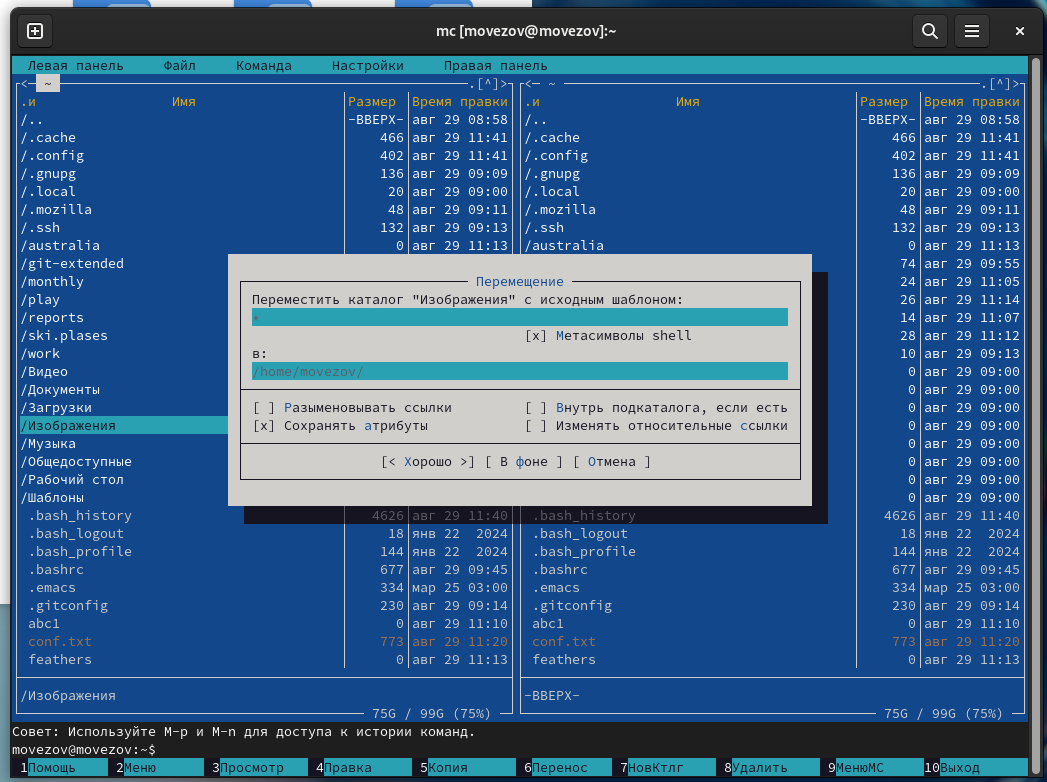 mc [movezov@movezov]:~
Левая панель Файл Команда Настройки Правая панель
<─ ~ .[^]> <─ ~ .[^]>
.и Имя Размер Время правки .и Имя Размер Время правки
/.. -ВВЕРХ- авг 29 08:58 /.. -ВВЕРХ- авг 29 08:58
/.cache 466 авг 29 11:41 /.cache 466 авг 29 11:41
/.config 402 авг 29 11:41 /.config 402 авг 29 11:41
/.gnupg 136 авг 29 09:09 /.gnupg 136 авг 29 09:09
/.local 20 авг 29 09:00 /.local 20 авг 29 09:00
/.mozilla 48 авг 29 09:11 /.mozilla 48 авг 29 09:11
/.ssh 132 авг 29 09:13 /.ssh 132 авг 29 09:13
/australia 0 авг 29 11:13 /australia 0 авг 29 11:13
/git-extended 74 авг 29 09:55
/monthly Перемещение 24 авг 29 11:05
/play Переместить каталог "Изображения" с исходным шаблоном: 26 авг 29 11:14
/reports * 14 авг 29 11:07
/ski.plases [x] Метасимволы shell 28 авг 29 11:12
/work в: 10 авг 29 09:13
/Видео /home/movezov/ 0 авг 29 09:00
/Документы 0 авг 29 09:00
/Загрузки [ ] Разыменовывать ссылки [ ] Внутрь подкаталога, если есть 0 авг 29 09:00
/Изображения [x] Сохранять атрибуты [ ] Изменять относительные ссылки 0 авг 29 09:00
/Музыка 0 авг 29 09:00
/Общедоступные [< Хорошо >] [ В фоне ] [ Отмена ] 0 авг 29 09:00
/Рабочий стол 0 авг 29 09:00
/Шаблоны 0 авг 29 09:00
.bash_history 4626 авг 29 11:40 .bash_history 4626 авг 29 11:40
.bash_logout 18 янв 22 2024 .bash_logout 18 янв 22 2024
.bash_profile 144 янв 22 2024 .bash_profile 144 янв 22 2024
.bashrc 677 авг 29 09:45 .bashrc 677 авг 29 09:45
.emacs 334 мар 25 03:00 .emacs 334 мар 25 03:00
.gitconfig 230 авг 29 09:14 .gitconfig 230 авг 29 09:14
abc1 0 авг 29 11:10 abc1 0 авг 29 11:10
conf.txt 773 авг 29 11:20 conf.txt 773 авг 29 11:20
feathers 0 авг 29 11:13 feathers 0 авг 29 11:13
/Изображения -ВВЕРХ-
75G / 99G (75%) 75G / 99G (75%)
Совет: Используйте M-p и M-n для доступа к истории команд.
movezov@movezov:~$
1Помощь 2Меню 3Просмотр 4Правка 5Копия 6Перенос 7НовКтлг 8Удалить 9МенюMC 10Выход